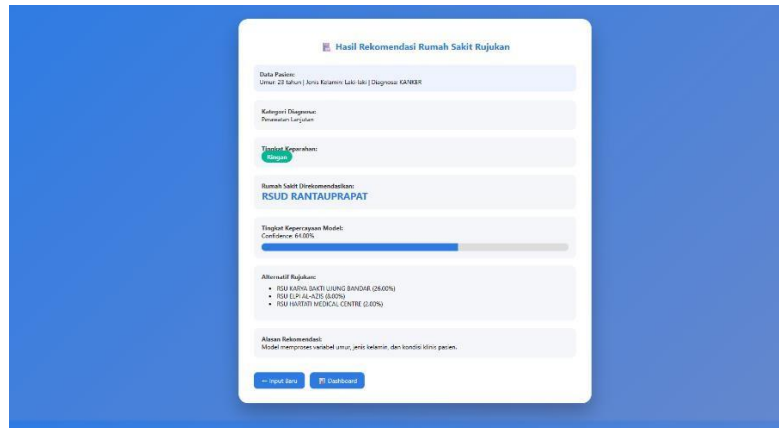 Hasil Rekomendasi Rumah Sakit Rujukan
Data Pasien:
Umur: 23 tahun | Jenis Kelamin: Laki-laki | Diagnosa: KANKER
Kategori Diagnosa:
Perawatan Lanjutan
Tingkat Keparahan:
Ringan
Rumah Sakit Direkomendasikan:
RSUD RANTAUPRAPAT
Tingkat Kepercayaan Model:
Confidence: 64.00%
Alternatif Rujukan:
• RSU KARYA BAKTI UJUNG BANDAR (26.00%)
• RSU ELPI AL-AZIS (8.00%)
• RSU HARTATI MEDICAL CENTRE (2.00%)
Alasan Rekomendasi:
Model memproses variabel umur, jenis kelamin, dan kondisi klinis pasien.
← Input Baru Dashboard